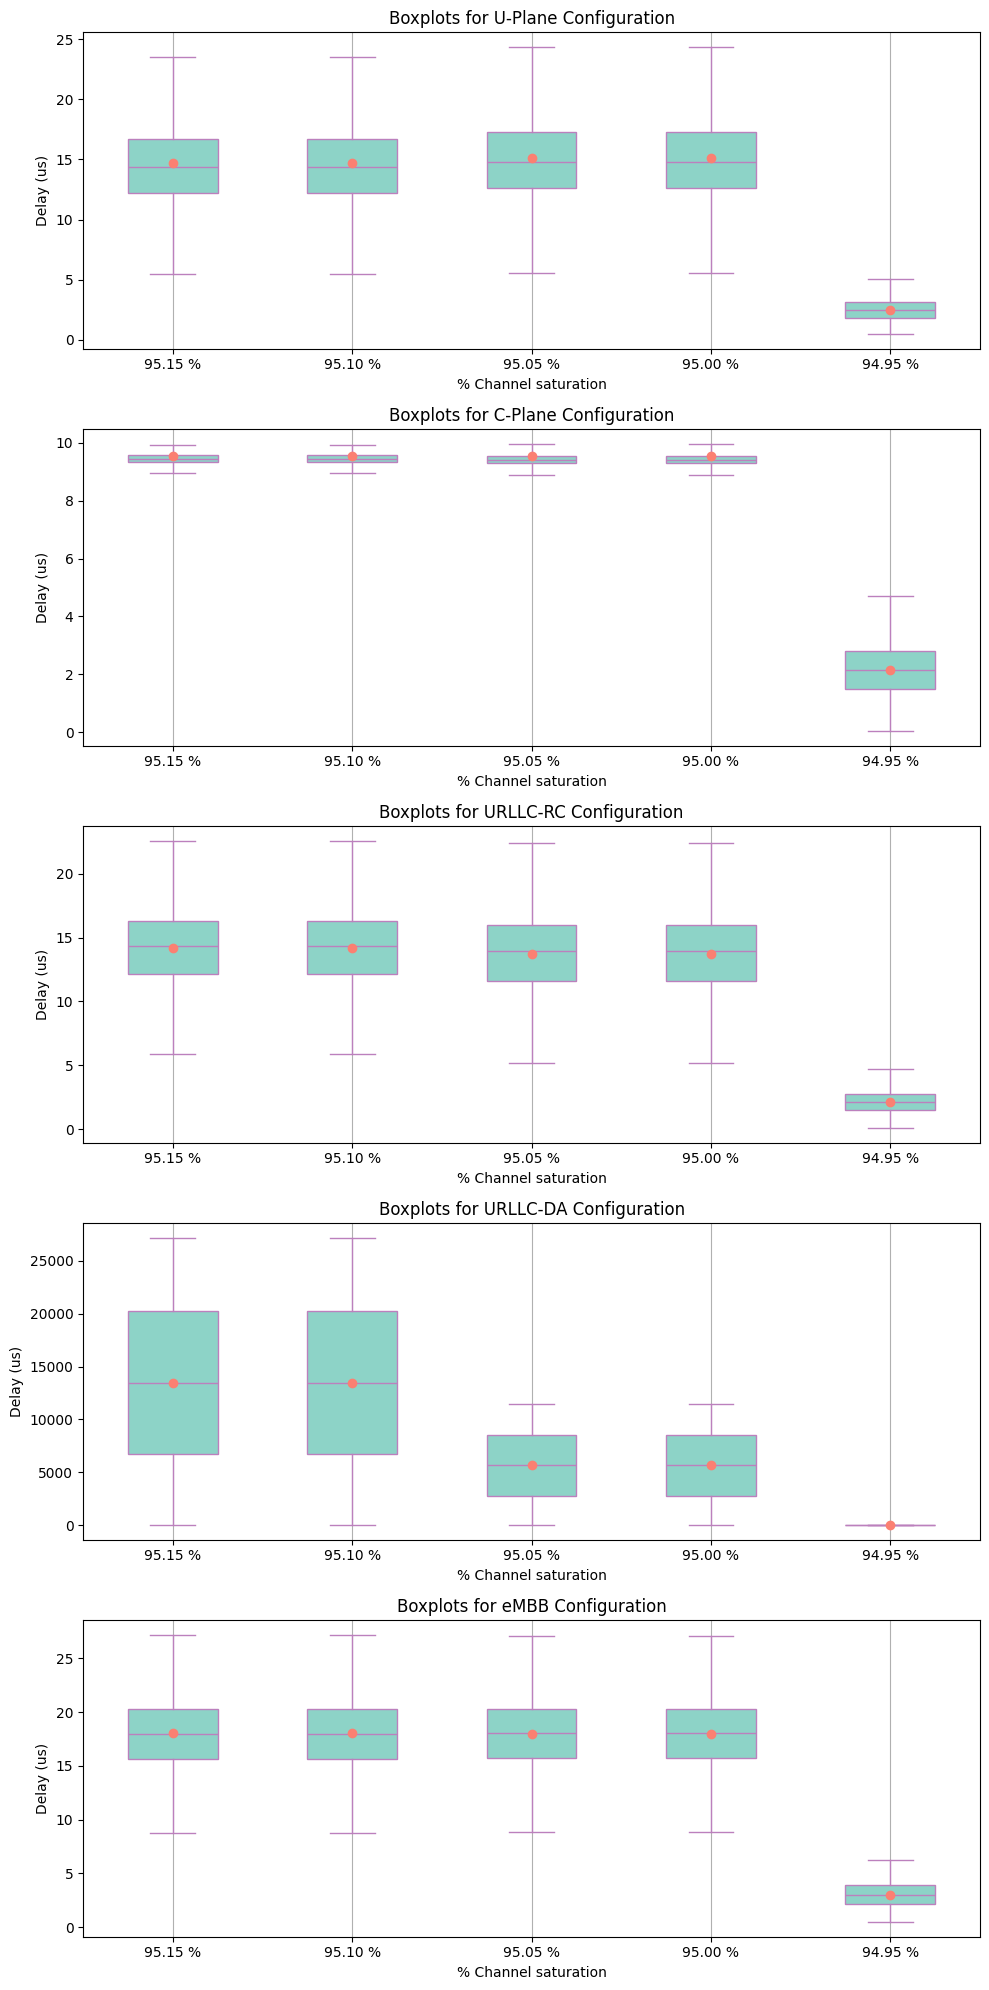 Boxplots for U-Plane Configuration
25
20
15
10
5
0
Delay (us)
95.15 % 95.10 % 95.05 % 95.00 % 94.95 %
% Channel saturation
Boxplots for C-Plane Configuration
10
8
6
4
2
0
Delay (us)
95.15 % 95.10 % 95.05 % 95.00 % 94.95 %
% Channel saturation
Boxplots for URLLC-RC Configuration
20
15
10
5
0
Delay (us)
95.15 % 95.10 % 95.05 % 95.00 % 94.95 %
% Channel saturation
Boxplots for URLLC-DA Configuration
25000
20000
15000
10000
5000
0
Delay (us)
95.15 % 95.10 % 95.05 % 95.00 % 94.95 %
% Channel saturation
Boxplots for eMBB Configuration
25
20
15
10
5
0
Delay (us)
95.15 % 95.10 % 95.05 % 95.00 % 94.95 %
% Channel saturation